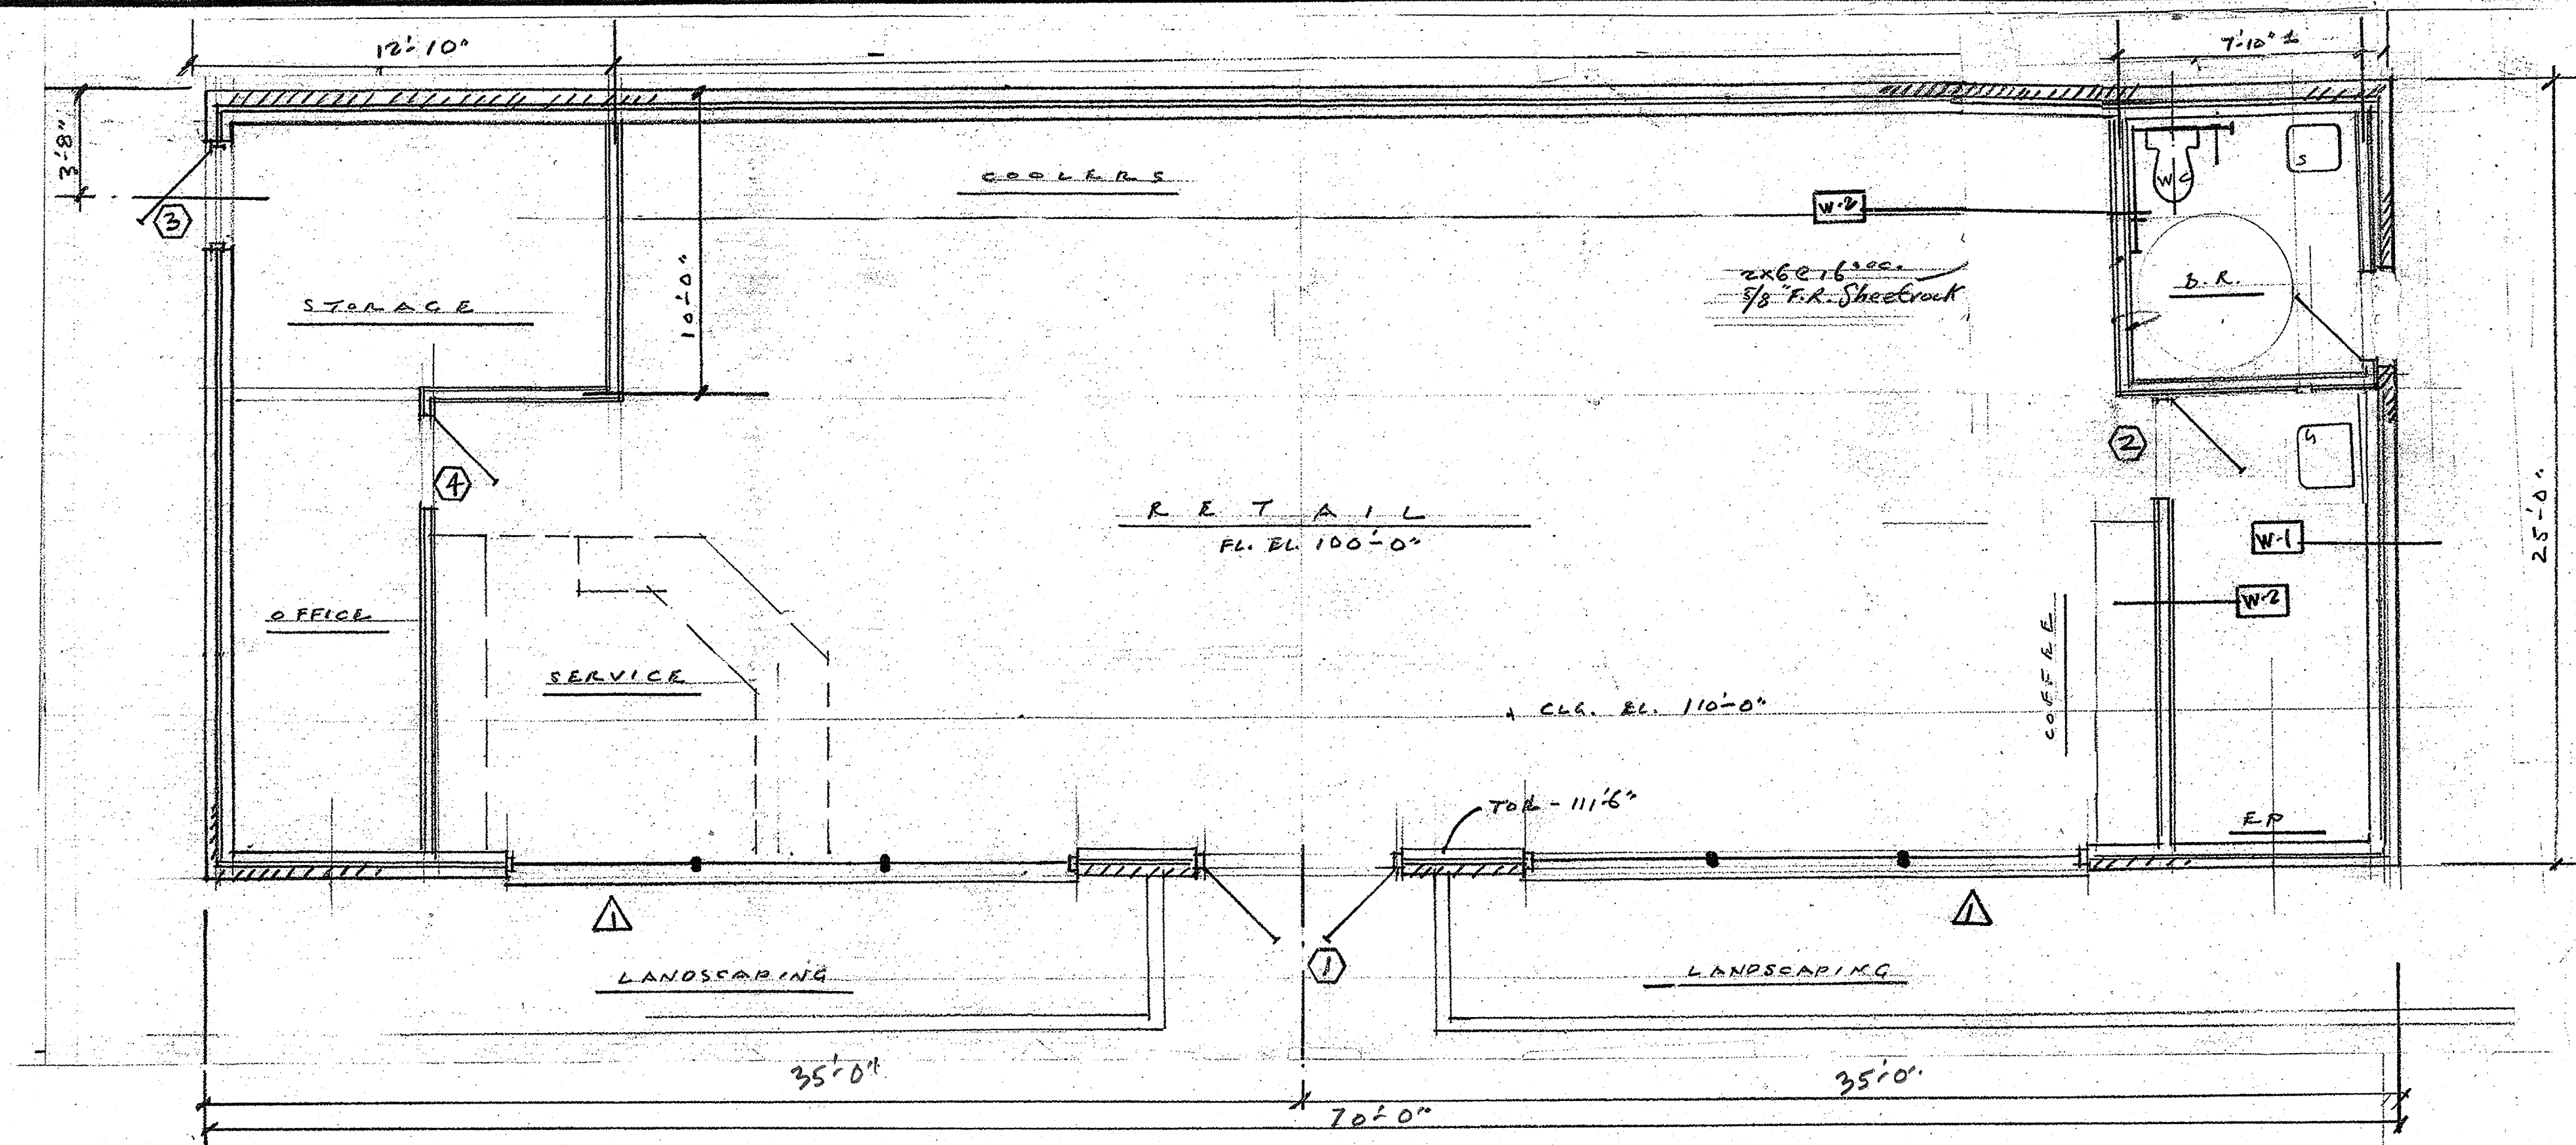 12'-10"
7'-10" ±
3'-8"
3
COOLERS
S
W C
W-2
10'-0"
2x6 @ 16" o.c.
5/8" F.R. Sheetrock
B.R.
STORAGE
2
4
25'-0"
RETAIL
FL. EL. 100'-0"
W-1
W-2
OFFICE
COFFEE
SERVICE
CLG. EL. 110'-0"
111'-6"
EP
1
1
1
LANDSCAPING
LANDSCAPING
35'-0"
35'-0"
70'-0"